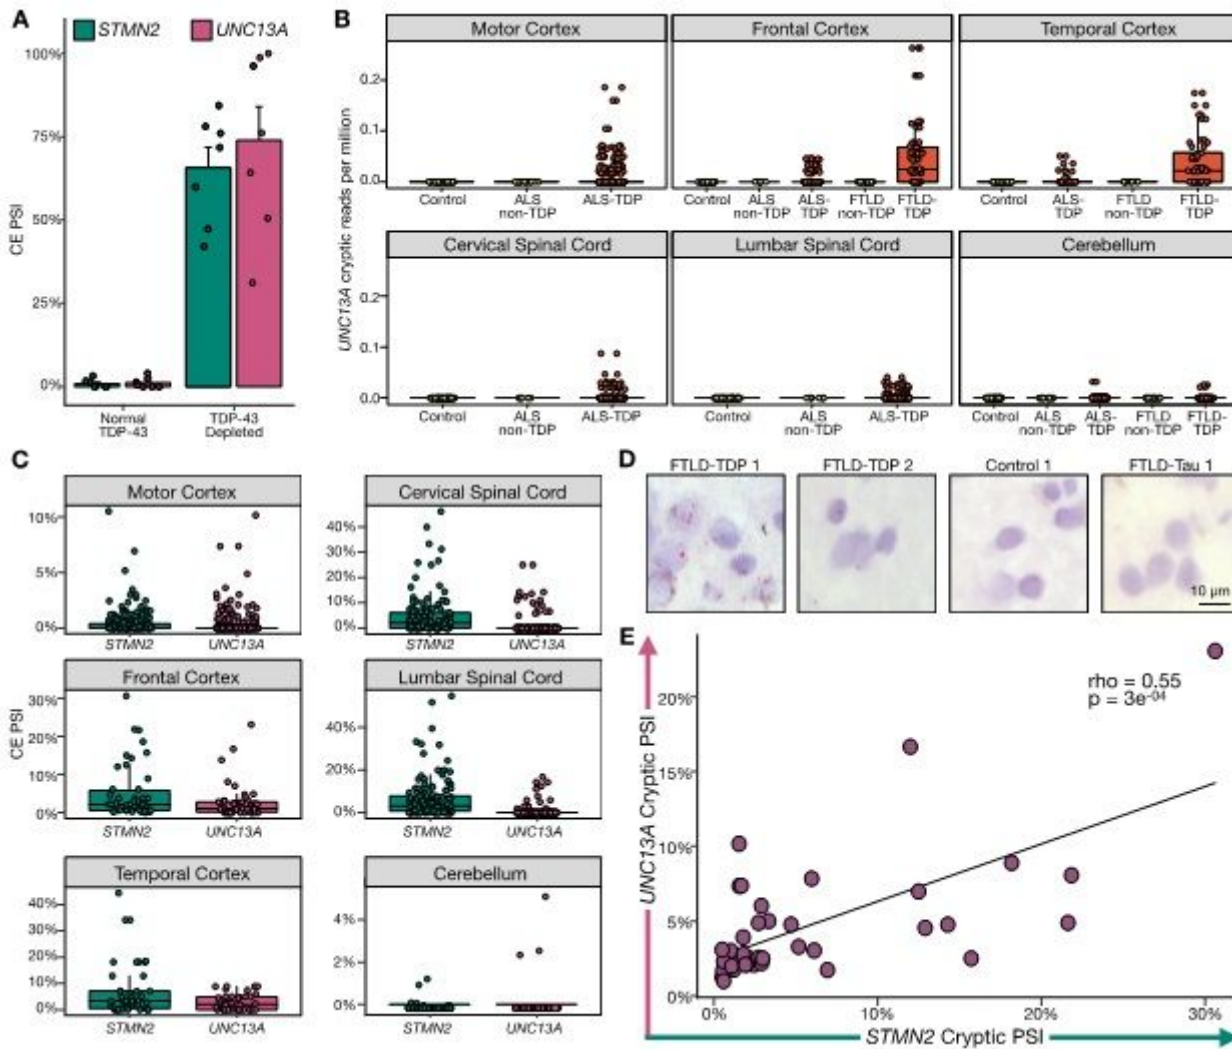 A
STMN2 UNC13A
100%
75%
50%
25%
0%
CE PSI
Normal TDP-43
TDP-43 Depleted
B
UNC13A cryptic reads per million
Motor Cortex
0.2
0.1
0.0
Control
ALS non-TDP
ALS-TDP
Frontal Cortex
Control
ALS non-TDP
ALS-TDP
FTLD non-TDP
FTLD-TDP
Temporal Cortex
Control
ALS-TDP
FTLD non-TDP
FTLD-TDP
Cervical Spinal Cord
0.2
0.1
0.0
Control
ALS non-TDP
ALS-TDP
Lumbar Spinal Cord
Control
ALS non-TDP
ALS-TDP
Cerebellum
Control
ALS non-TDP
ALS-TDP
FTLD non-TDP
FTLD-TDP
C
CE PSI
Motor Cortex
10%
5%
0%
STMN2 UNC13A
Cervical Spinal Cord
40%
30%
20%
10%
0%
STMN2 UNC13A
Frontal Cortex
30%
20%
10%
0%
STMN2 UNC13A
Lumbar Spinal Cord
40%
20%
0%
STMN2 UNC13A
Temporal Cortex
40%
30%
20%
10%
0%
STMN2 UNC13A
Cerebellum
4%
2%
0%
STMN2 UNC13A
D
FTLD-TDP 1
FTLD-TDP 2
Control 1
FTLD-Tau 1
10 µm
E
rho = 0.55
p = 3e-04
UNC13A Cryptic PSI
20%
15%
10%
5%
0%
0% 10% 20% 30%
STMN2 Cryptic PSI